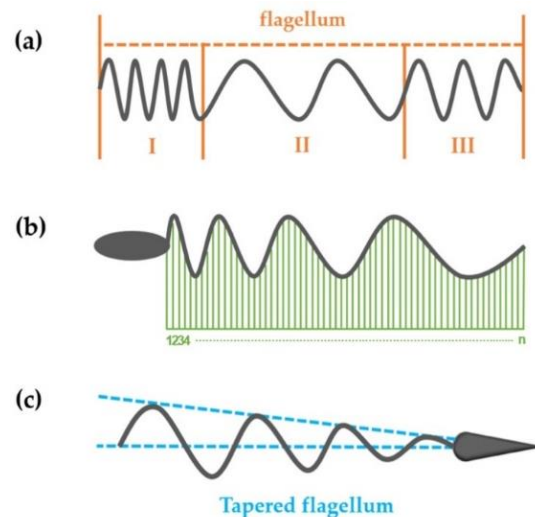 flagellum
(a)
I II III
(b)
1234 n
(c)
Tapered flagellum